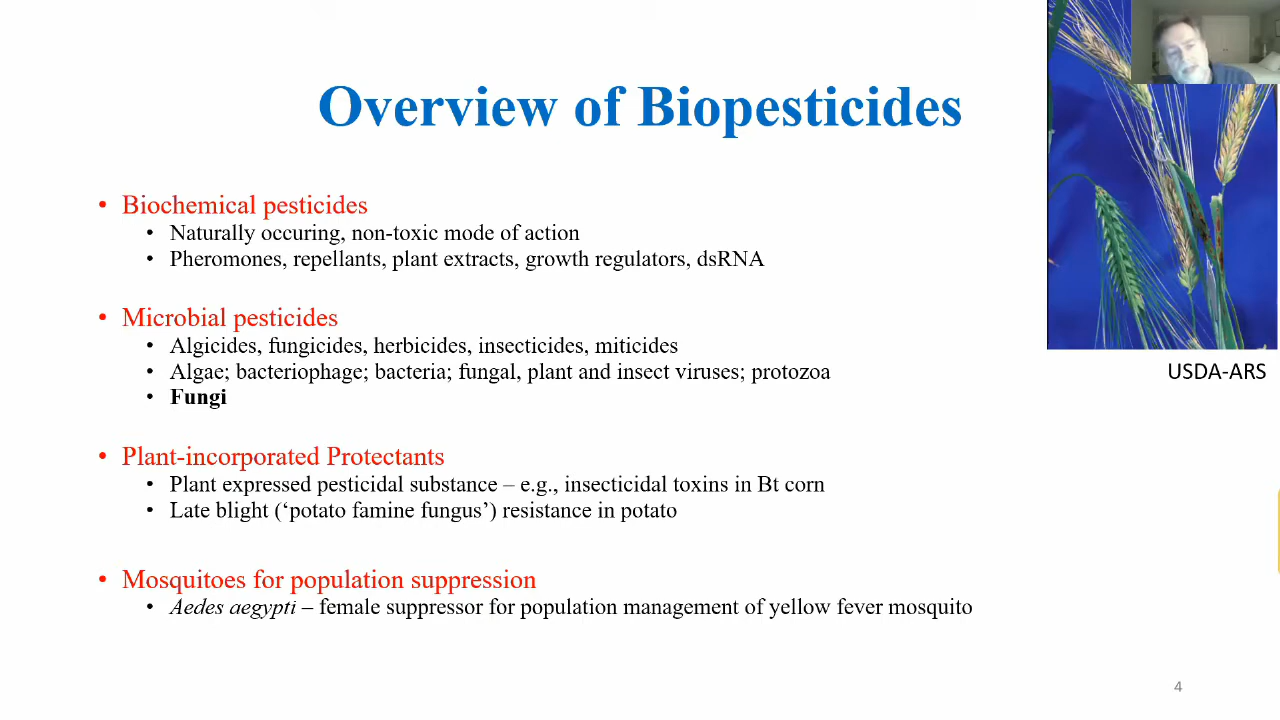 Overview of Biopesticides
• Biochemical pesticides
• Naturally occuring, non-toxic mode of action
• Pheromones, repellants, plant extracts, growth regulators, dsRNA
• Microbial pesticides
• Algicides, fungicides, herbicides, insecticides, miticides
• Algae; bacteriophage; bacteria; fungal, plant and insect viruses; protozoa
• Fungi
• Plant-incorporated Protectants
• Plant expressed pesticidal substance – e.g., insecticidal toxins in Bt corn
• Late blight (‘potato famine fungus’) resistance in potato
• Mosquitoes for population suppression
• Aedes aegypti – female suppressor for population management of yellow fever mosquito
USDA-ARS
4